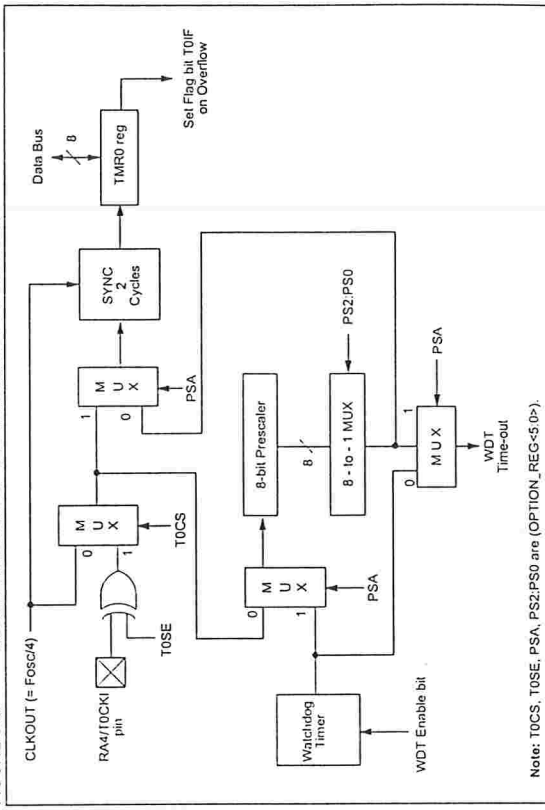 CLKOUT (= Fosc/4)
Data Bus
8
RA4/T0CKI
pin
T0SE
0
1
M
U
X
T0CS
1
0
M
U
X
PSA
SYNC
2
Cycles
TMR0 reg
Set Flag bit T0IF
on Overflow
Watchdog
Timer
WDT Enable bit
0
1
M
U
X
PSA
8-bit Prescaler
8
8 - to - 1 MUX
PS2:PS0
0
1
M U X
PSA
WDT
Time-out
Note: T0CS, T0SE, PSA, PS2:PS0 are (OPTION_REG<5:0>).